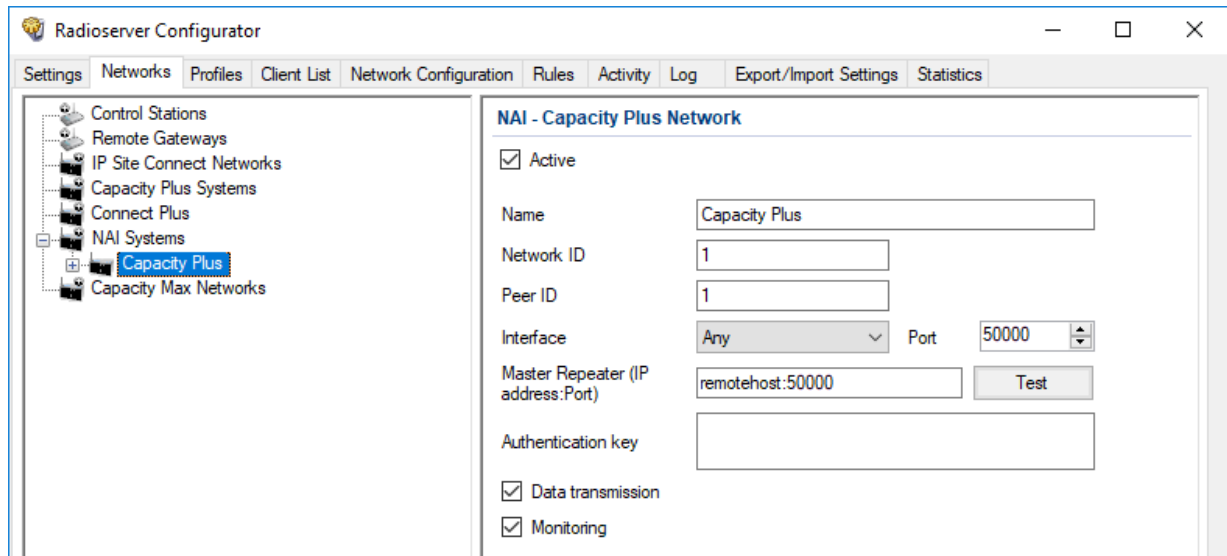 Radioserver Configurator
Settings Networks Profiles Client List Network Configuration Rules Activity Log Export/Import Settings Statistics
Control Stations
Remote Gateways
IP Site Connect Networks
Capacity Plus Systems
Connect Plus
NAI Systems
Capacity Plus
Capacity Max Networks
NAI - Capacity Plus Network
Active
Name Capacity Plus
Network ID 1
Peer ID 1
Interface Any Port 50000
Master Repeater (IP
address:Port) remotehost:50000 Test
Authentication key
Data transmission
Monitoring